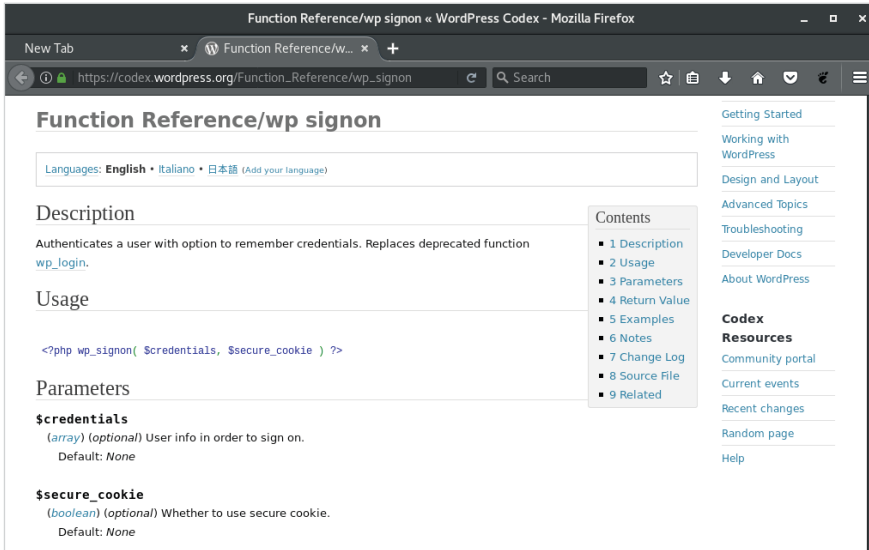 Function Reference/wp signon « WordPress Codex - Mozilla Firefox
New Tab
Function Reference/w...
https://codex.wordpress.org/Function_Reference/wp_signon
Search
Function Reference/wp signon
Languages: English • Italiano • 日本語 (Add your language)
Description
Authenticates a user with option to remember credentials. Replaces deprecated function
wp_login.
Usage
<?php wp_signon( $credentials, $secure_cookie ) ?>
Parameters
$credentials
(array) (optional) User info in order to sign on.
Default: None
$secure_cookie
(boolean) (optional) Whether to use secure cookie.
Default: None
Contents
1 Description
2 Usage
3 Parameters
4 Return Value
5 Examples
6 Notes
7 Change Log
8 Source File
9 Related
Getting Started
Working with
WordPress
Design and Layout
Advanced Topics
Troubleshooting
Developer Docs
About WordPress
Codex
Resources
Community portal
Current events
Recent changes
Random page
Help